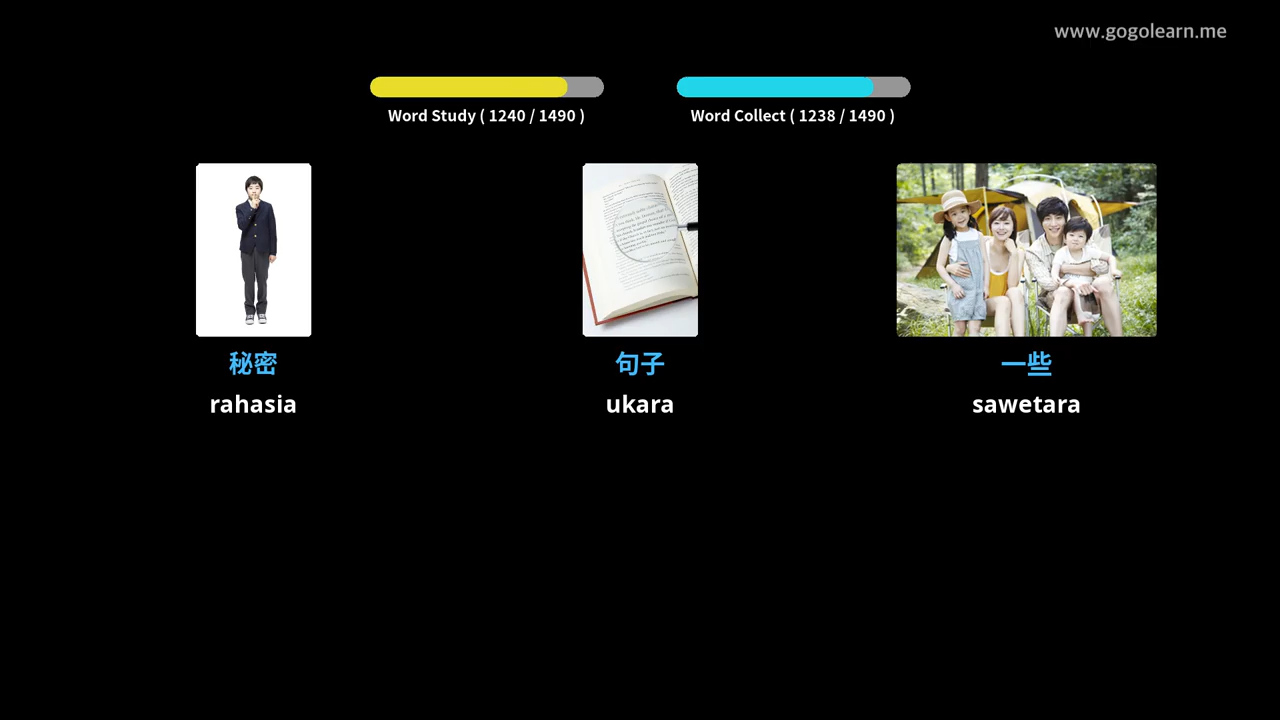 www.gogolearn.me
Word Study ( 1240 / 1490 )
Word Collect ( 1238 / 1490 )
秘密
句子
一些
rahasia
ukara
sawetara